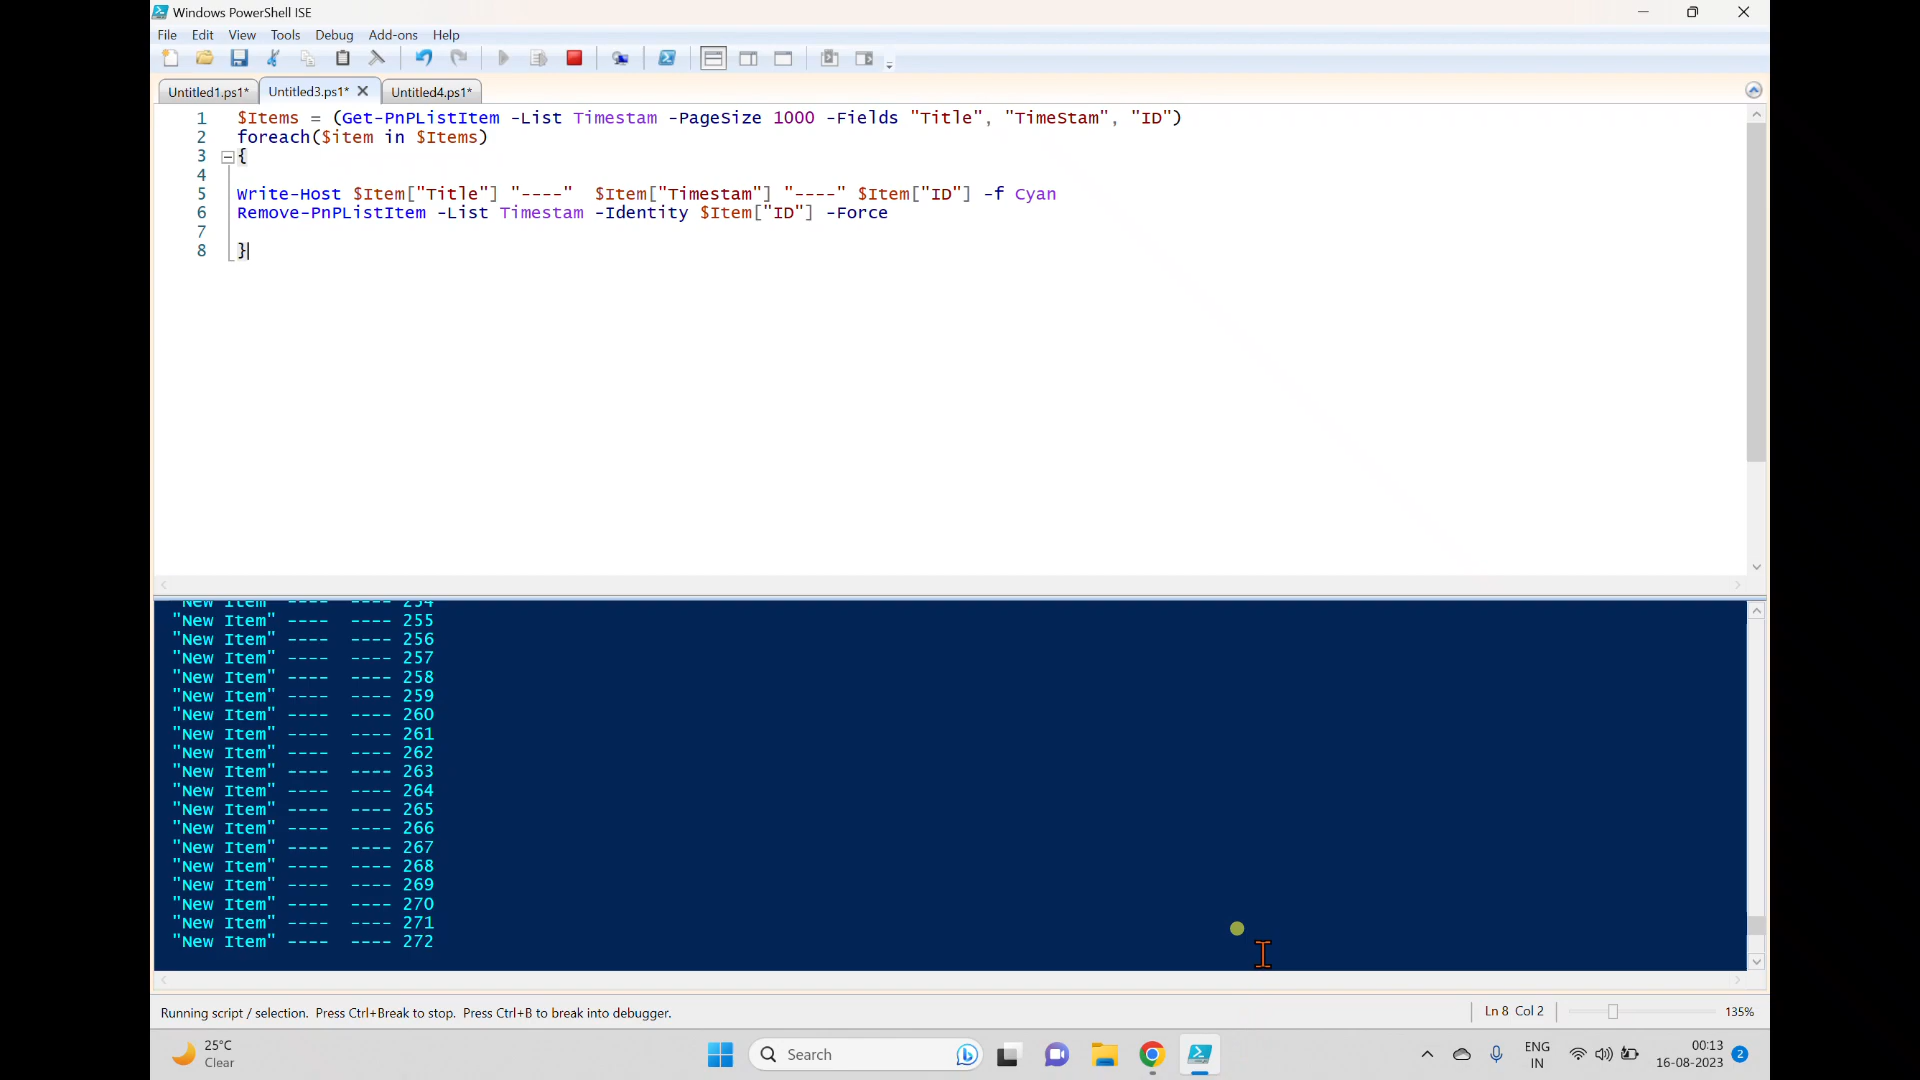 Windows PowerShell ISE
File Edit View Tools Debug Add-ons Help
Untitled1.ps1* Untitled3.ps1* Untitled4.ps1*
1 $Items = (Get-PnPListItem -List Timestam -PageSize 1000 -Fields "Title", "TimeStam", "ID")
2 foreach($item in $Items)
3 {
4
5 Write-Host $Item["Title"] "----"  $Item["Timestam"] "----" $Item["ID"] -f Cyan
6 Remove-PnPListItem -List Timestam -Identity $Item["ID"] -Force
7
8 }
"New Item" ----  ---- 254
"New Item" ----  ---- 255
"New Item" ----  ---- 256
"New Item" ----  ---- 257
"New Item" ----  ---- 258
"New Item" ----  ---- 259
"New Item" ----  ---- 260
"New Item" ----  ---- 261
"New Item" ----  ---- 262
"New Item" ----  ---- 263
"New Item" ----  ---- 264
"New Item" ----  ---- 265
"New Item" ----  ---- 266
"New Item" ----  ---- 267
"New Item" ----  ---- 268
"New Item" ----  ---- 269
"New Item" ----  ---- 270
"New Item" ----  ---- 271
"New Item" ----  ---- 272
Running script / selection. Press Ctrl+Break to stop. Press Ctrl+B to break into debugger.
Ln 8 Col 2
135%
25°C
Clear
Search
ENG
IN
00:13
16-08-2023
2